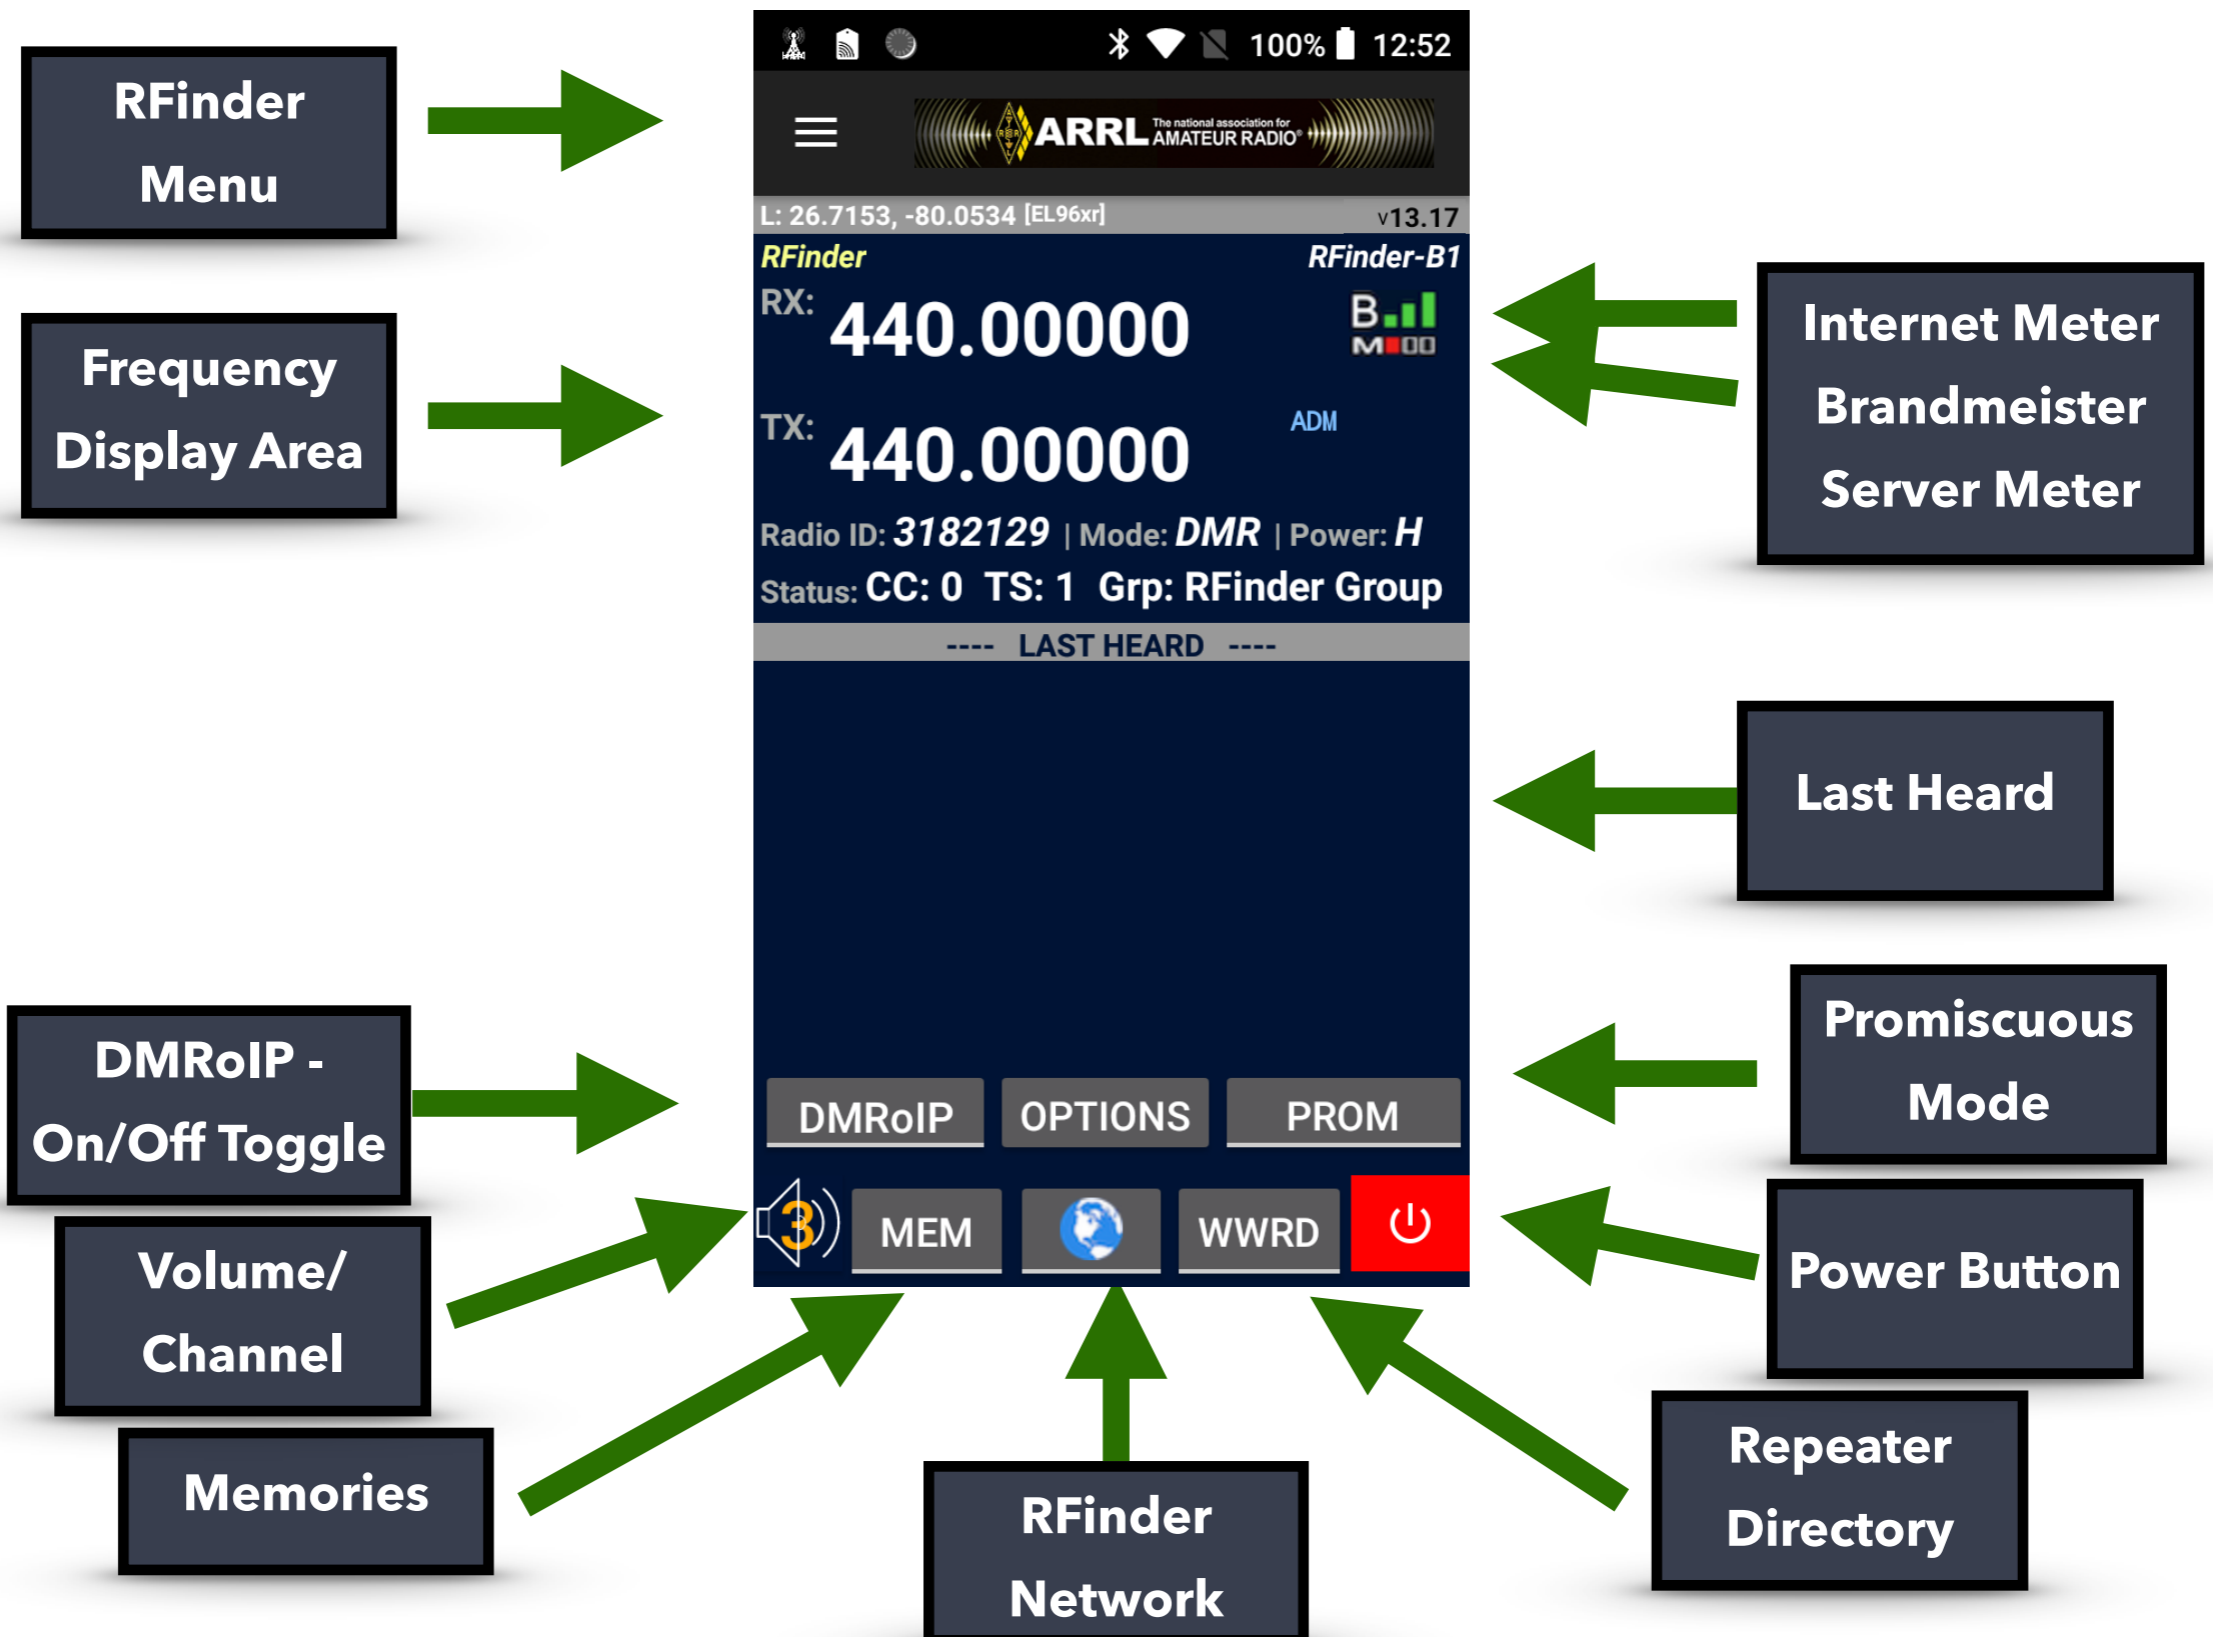 100% 12:52
RFinder
Menu
ARRL The national association for
AMATEUR RADIO®
L: 26.7153, -80.0534 [EL96xr] v13.17
RFinder RFinder-B1
RX: 440.00000
B
M
Internet Meter
Brandmeister
Server Meter
Frequency
Display Area
TX: 440.00000 ADM
Radio ID: 3182129 | Mode: DMR | Power: H
Status: CC: 0 TS: 1 Grp: RFinder Group
---- LAST HEARD ----
Last Heard
Promiscuous
Mode
DMRoIP -
On/Off Toggle
DMRoIP OPTIONS PROM
3 MEM WWRD
Volume/
Channel
Power Button
Memories
RFinder
Network
Repeater
Directory